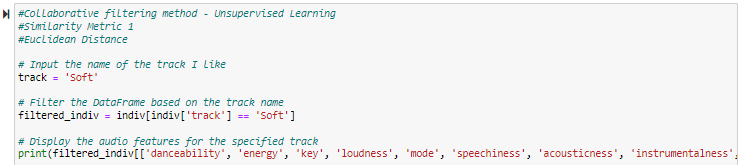 #Collaborative filtering method - Unsupervised Learning
#Similarity Metric 1
#Euclidean Distance
# Input the name of the track I like
track = 'Soft'
# Filter the DataFrame based on the track name
filtered_indiv = indiv[indiv['track'] == 'Soft']
# Display the audio features for the specified track
print(filtered_indiv[['danceability', 'energy', 'key', 'loudness', 'mode', 'speechiness', 'acousticness', 'instrumentalness',